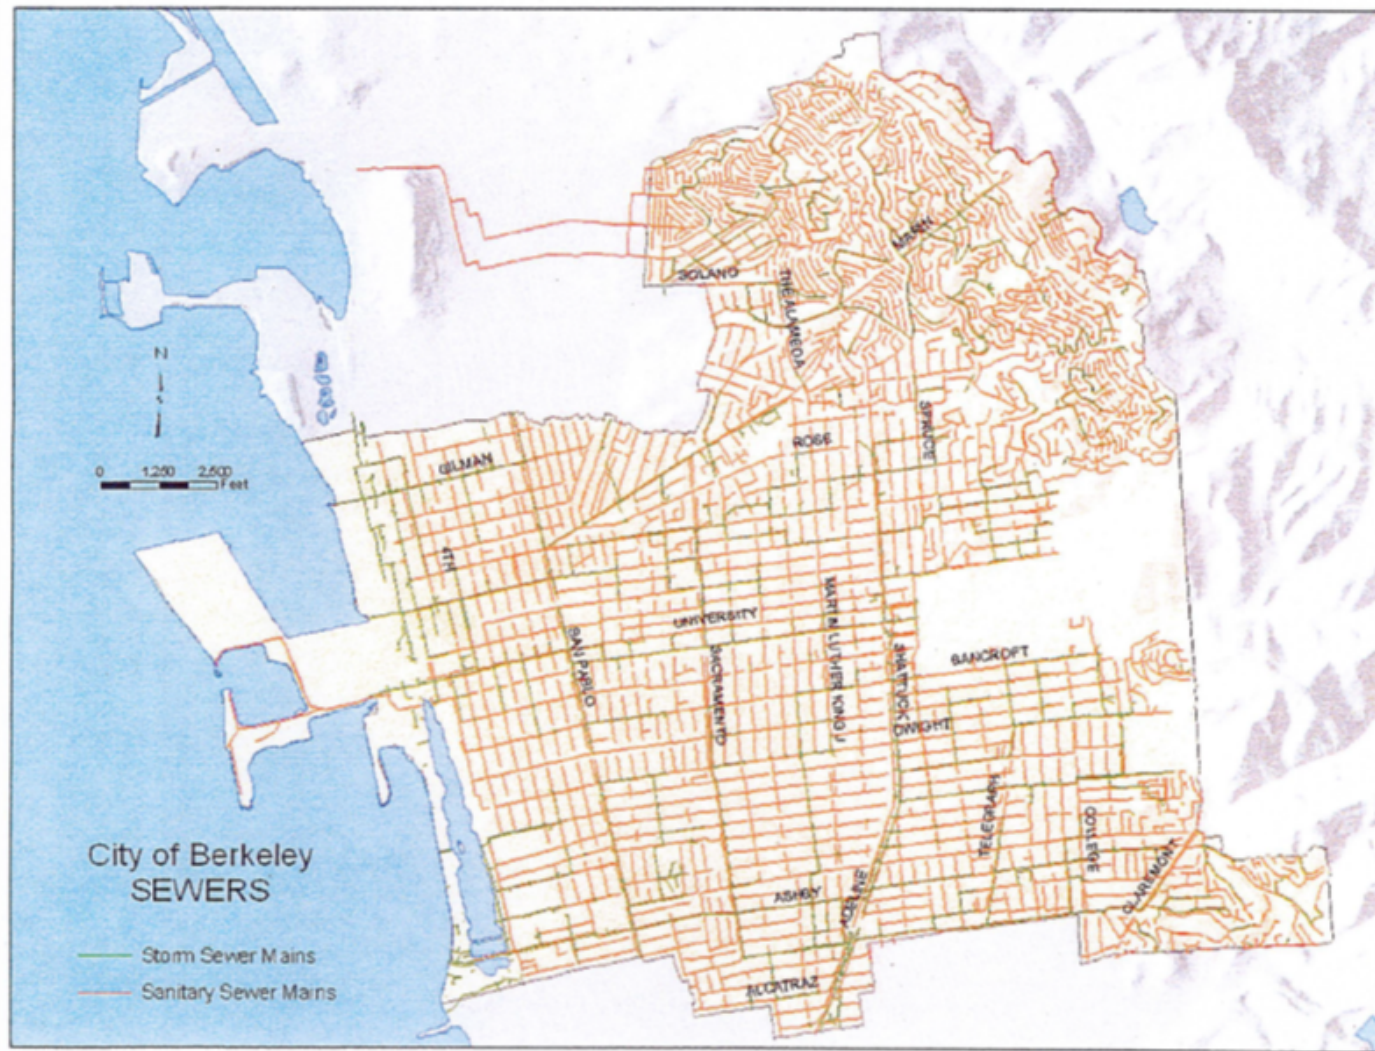 SOLANO
THE ALAMEDA
MARIN
SPRUCE
ROSE
GILMAN
N
0 1,250 2,500
Feet
4TH
UNIVERSITY
SAN PABLO
SACRAMENTO
MARTIN LUTHER KING J
SHATTUCK
BANCROFT
DWIGHT
TELEGRAPH
COLLEGE
CLAREMONT
ASHBY
ADELINE
ALCATRAZ
City of Berkeley
SEWERS
Storm Sewer Mains
Sanitary Sewer Mains